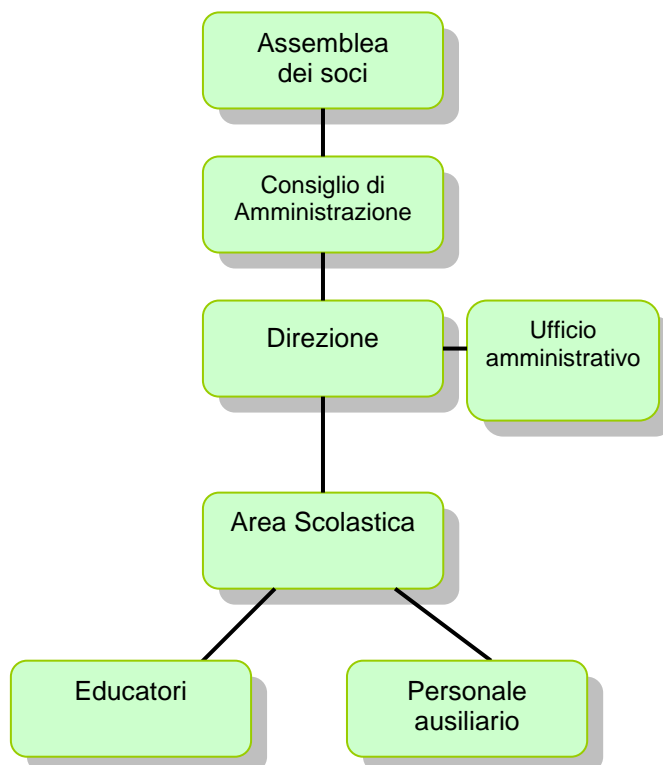 Assemblea
dei soci
Consiglio di
Amministrazione
Direzione
Ufficio
amministrativo
Area Scolastica
Educatori
Personale
ausiliario